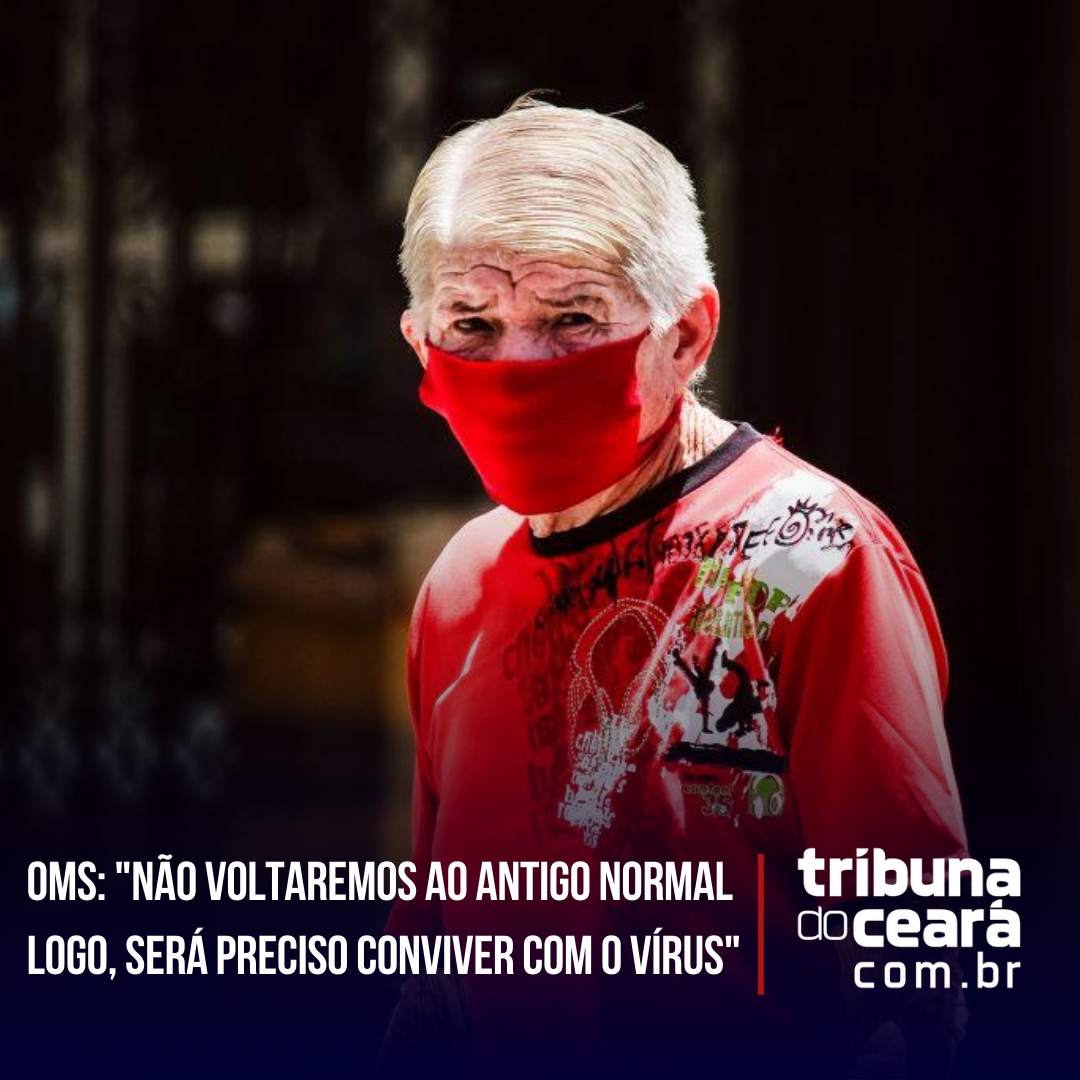 OMS: "NÃO VOLTAREMOS AO ANTIGO NORMAL
LOGO, SERÁ PRECISO CONVIVER COM O VÍRUS"
tribuna
do ceará
com.br